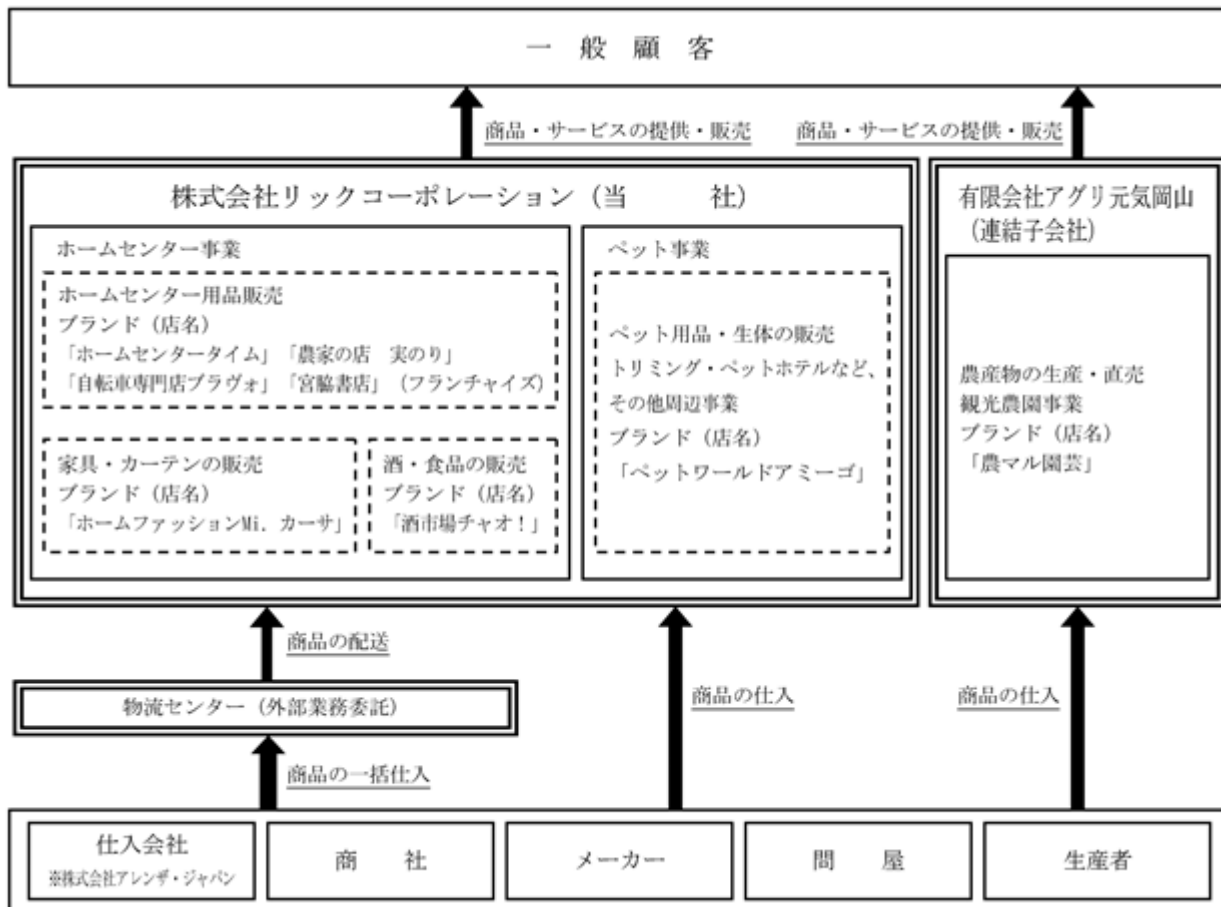 一 般 顧 客
商品・サービスの提供・販売
商品・サービスの提供・販売
株式会社リックコーポレーション（当　　社）
ホームセンター事業
ホームセンター用品販売
ブランド（店名）
「ホームセンタータイム」「農家の店　実のり」
「自転車専門店ブラヴォ」「宮脇書店」（フランチャイズ）
家具・カーテンの販売
ブランド（店名）
「ホームファッションMi．カーサ」
酒・食品の販売
ブランド（店名）
「酒市場チャオ！」
ペット事業
ペット用品・生体の販売
トリミング・ペットホテルなど、
その他周辺事業
ブランド（店名）
「ペットワールドアミーゴ」
有限会社アグリ元気岡山
（連結子会社）
農産物の生産・直売
観光農園事業
ブランド（店名）
「農マル園芸」
商品の配送
物流センター（外部業務委託）
商品の一括仕入
商品の仕入
商品の仕入
仕入会社
※株式会社アレンザ・ジャパン
商　社
メーカー
問　屋
生産者